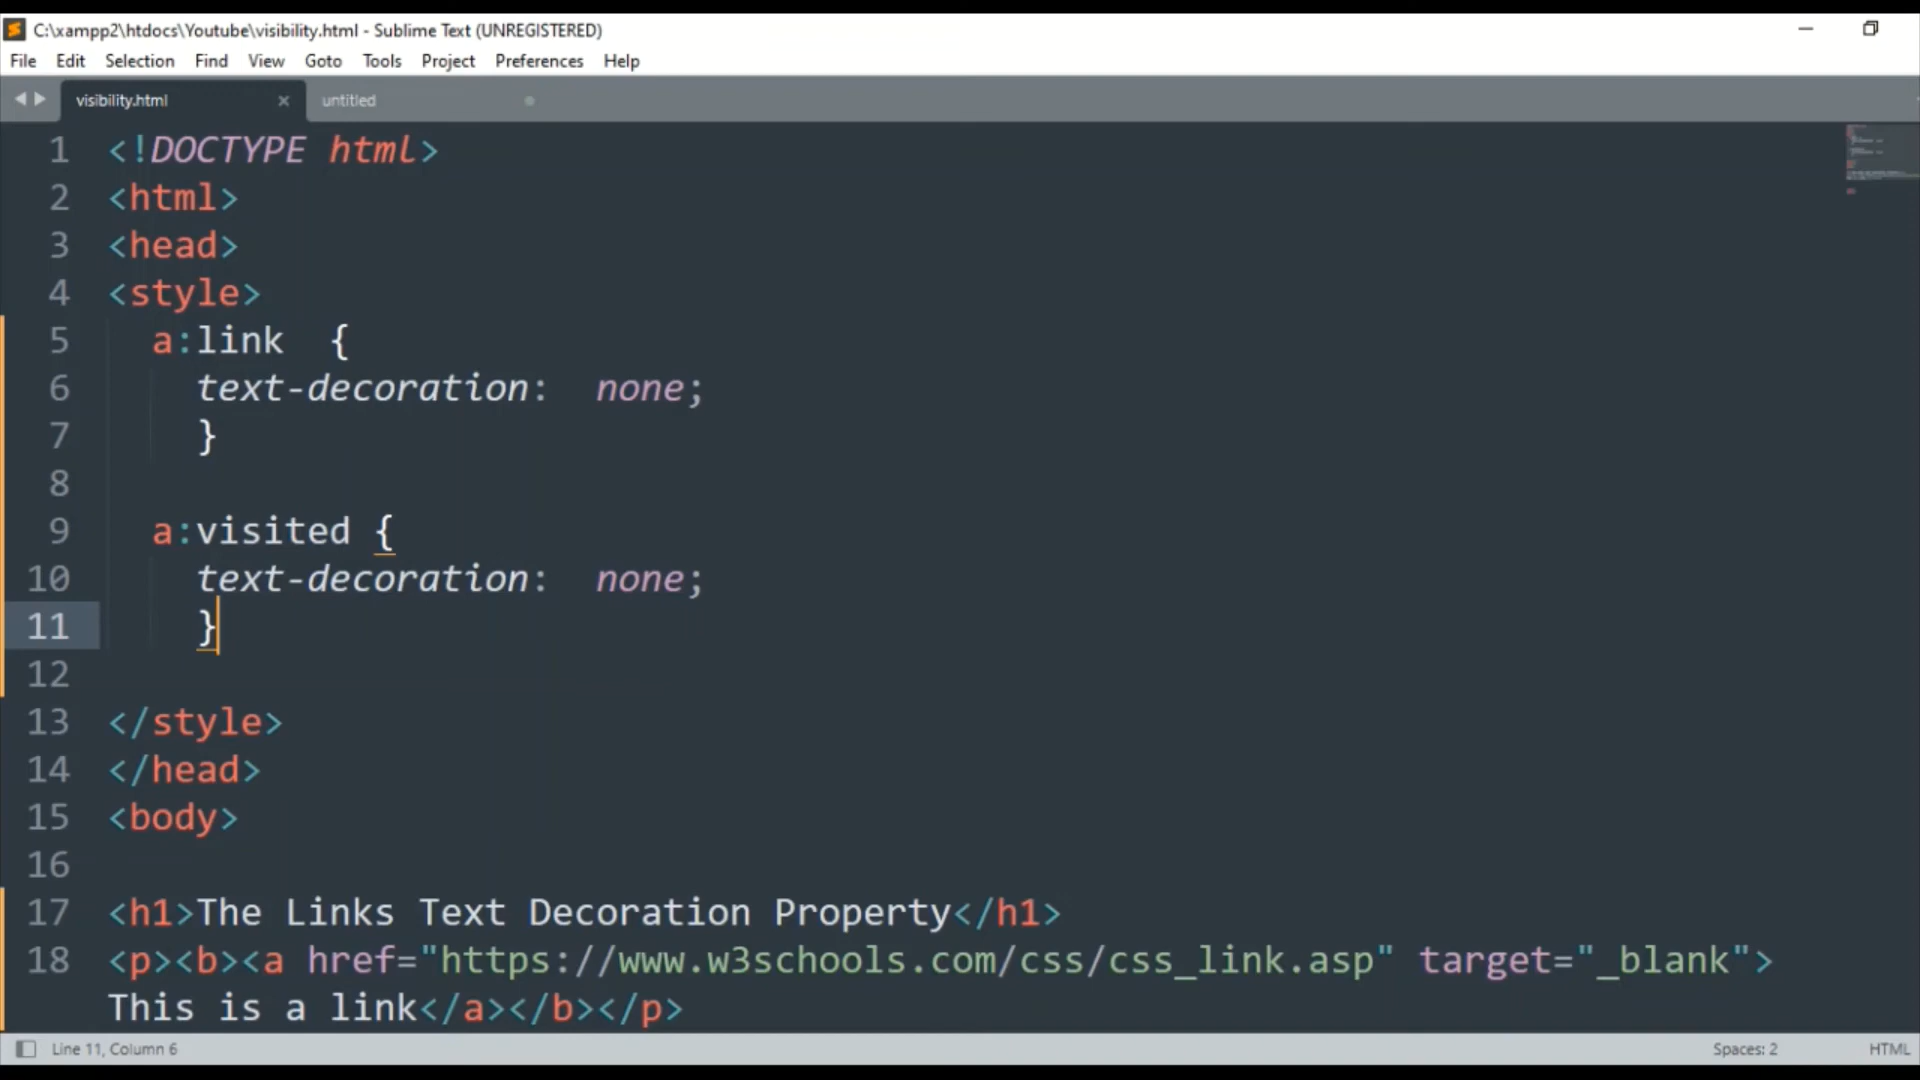 C:\xampp2\htdocs\Youtube\visibility.html - Sublime Text (UNREGISTERED)
File Edit Selection Find View Goto Tools Project Preferences Help
visibility.html × untitled
1 <!DOCTYPE html>
2 <html>
3 <head>
4 <style>
5 a:link  {
6 text-decoration:  none;
7 }
8
9 a:visited {
10 text-decoration:  none;
11 }
12
13 </style>
14 </head>
15 <body>
16
17 <h1>The Links Text Decoration Property</h1>
18 <p><b><a href="https://www.w3schools.com/css/css_link.asp" target="_blank">
This is a link</a></b></p>
Line 11, Column 6 Spaces: 2 HTML